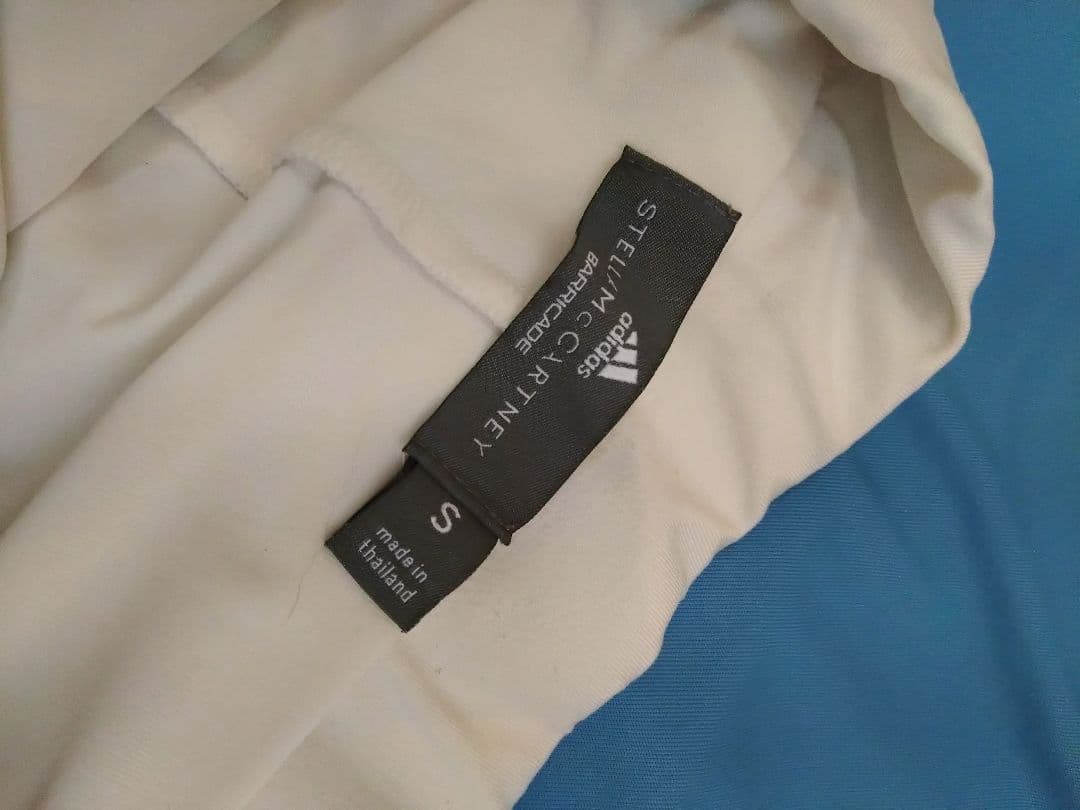 adidas
STELLA McCARTNEY
BARRICADE
S
made in
thailand